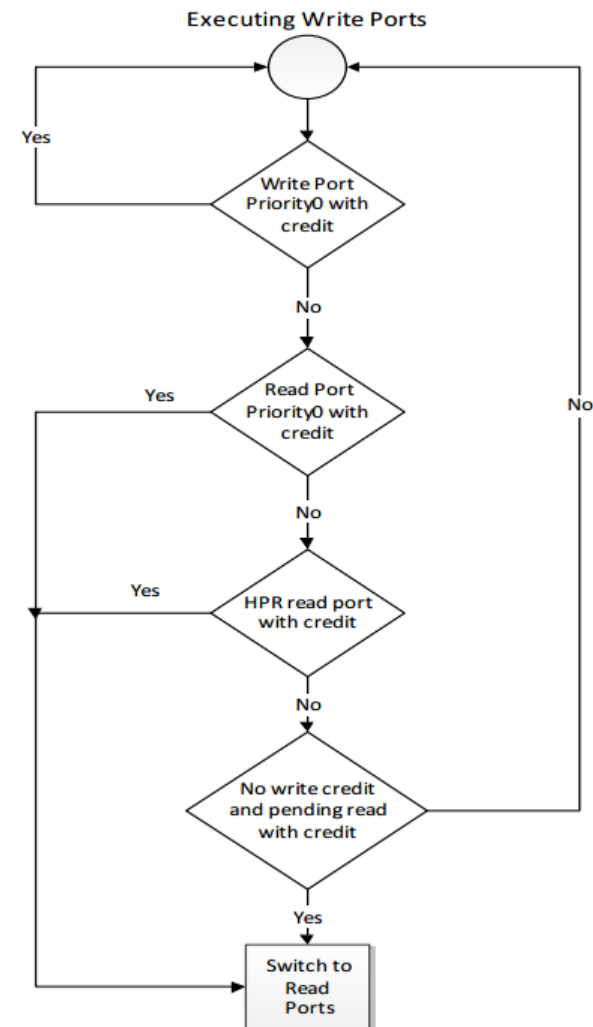 Executing Write Ports
Yes
Write Port
Priority0 with
credit
No
Yes
Read Port
Priority0 with
credit
No
No
Yes
HPR read port
with credit
No
No write credit
and pending read
with credit
Yes
Switch to
Read
Ports